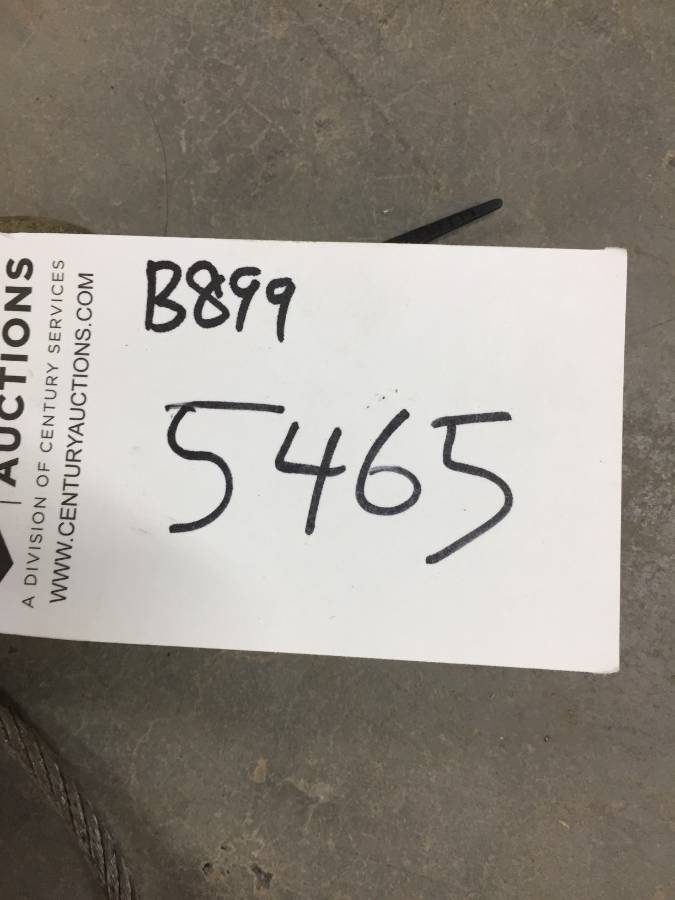 | AUCTIONS
A DIVISION OF CENTURY SERVICES
WWW.CENTURYAUCTIONS.COM
B899
5465